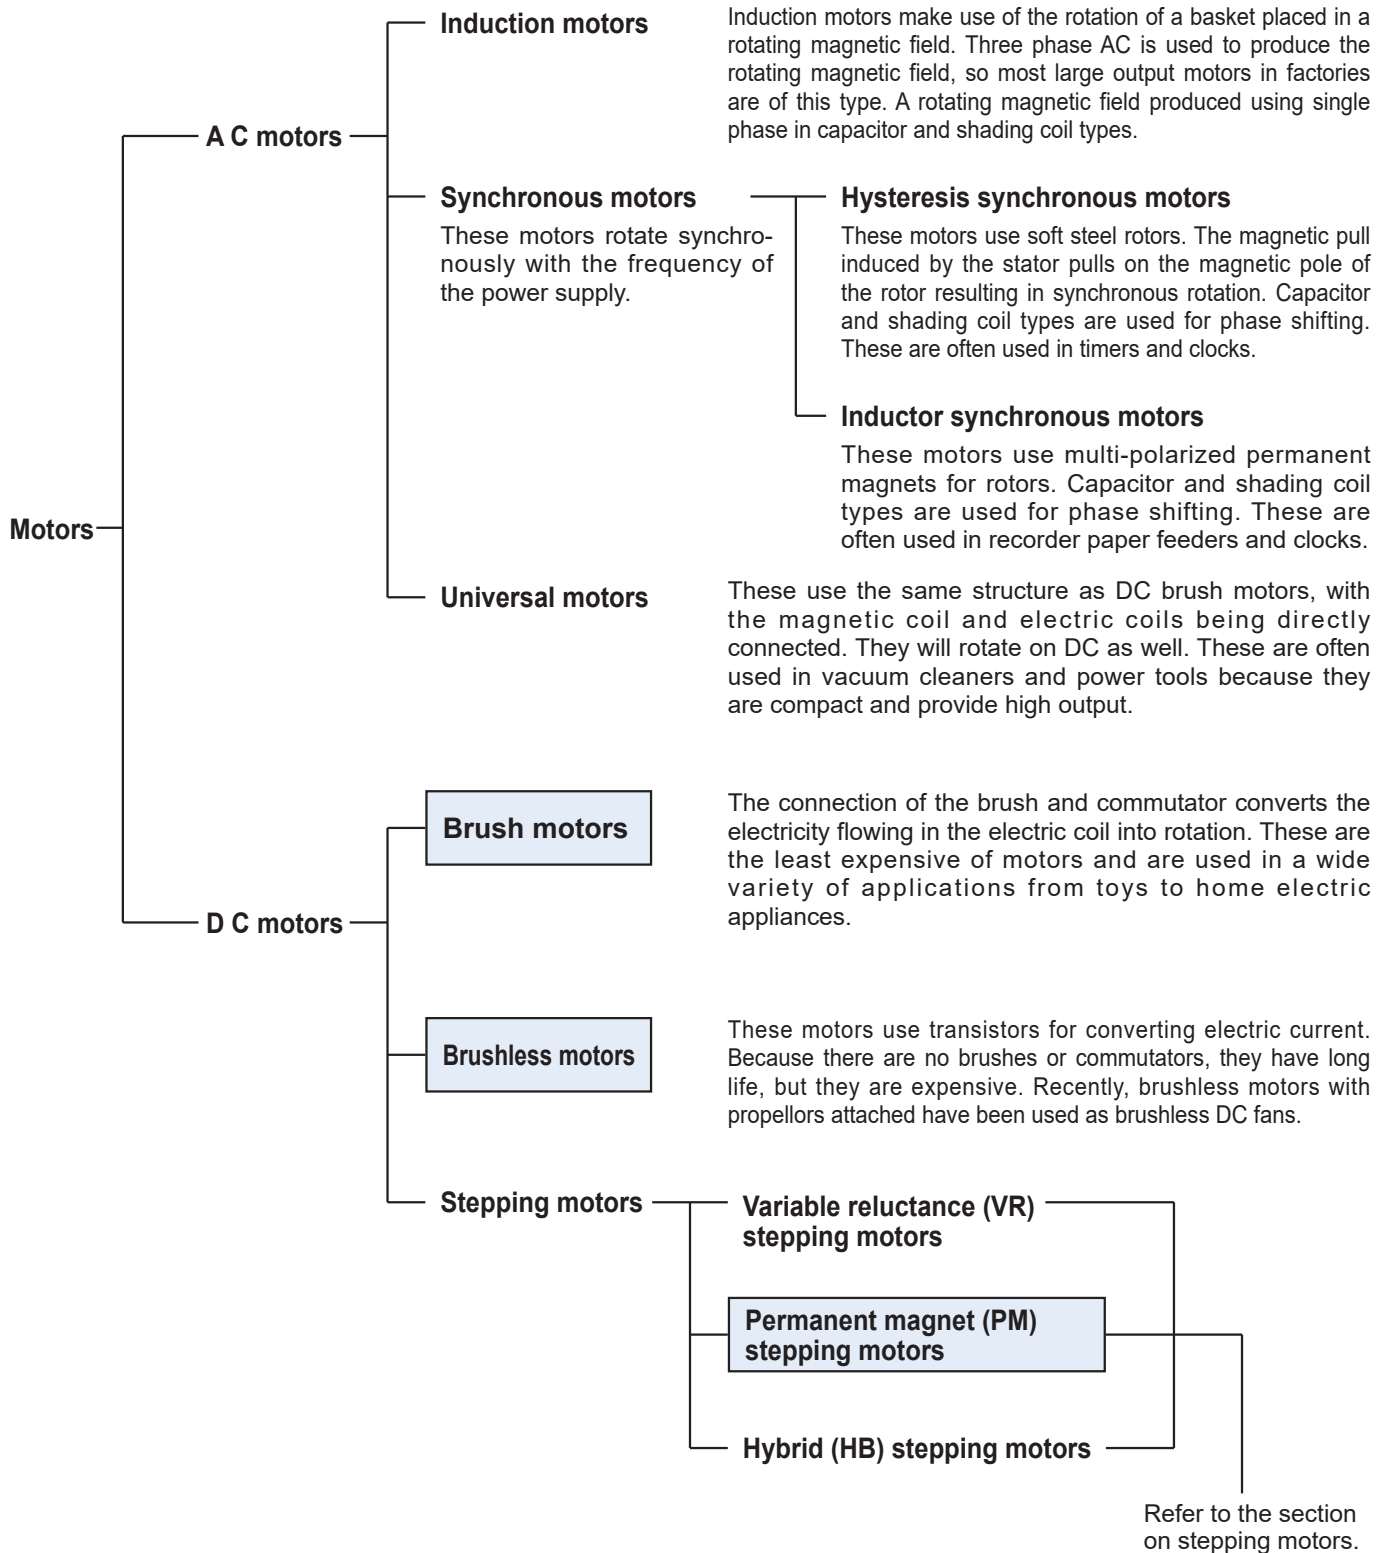 Induction motors
Induction motors make use of the rotation of a basket placed in a
rotating magnetic field. Three phase AC is used to produce the
rotating magnetic field, so most large output motors in factories
are of this type. A rotating magnetic field produced using single
phase in capacitor and shading coil types.
A C motors
Synchronous motors
These motors rotate synchro-
nously with the frequency of
the power supply.
Hysteresis synchronous motors
These motors use soft steel rotors. The magnetic pull
induced by the stator pulls on the magnetic pole of
the rotor resulting in synchronous rotation. Capacitor
and shading coil types are used for phase shifting.
These are often used in timers and clocks.
Inductor synchronous motors
These motors use multi-polarized permanent
magnets for rotors. Capacitor and shading coil
types are used for phase shifting. These are
often used in recorder paper feeders and clocks.
Motors
Universal motors
These use the same structure as DC brush motors, with
the magnetic coil and electric coils being directly
connected. They will rotate on DC as well. These are often
used in vacuum cleaners and power tools because they
are compact and provide high output.
Brush motors
The connection of the brush and commutator converts the
electricity flowing in the electric coil into rotation. These are
the least expensive of motors and are used in a wide
variety of applications from toys to home electric
appliances.
D C motors
Brushless motors
These motors use transistors for converting electric current.
Because there are no brushes or commutators, they have long
life, but they are expensive. Recently, brushless motors with
propellors attached have been used as brushless DC fans.
Stepping motors
Variable reluctance (VR)
stepping motors
Permanent magnet (PM)
stepping motors
Hybrid (HB) stepping motors
Refer to the section
on stepping motors.